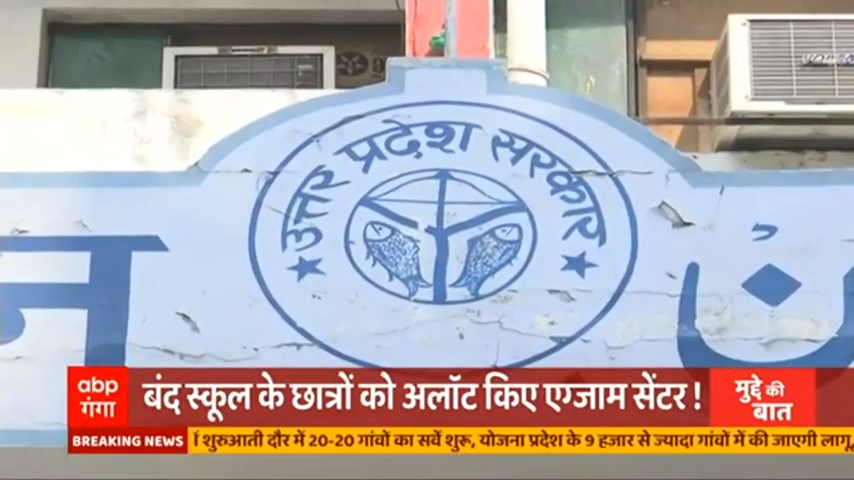 उत्तर प्रदेश सरकार
न
abp
गंगा
बंद स्कूल के छात्रों को अलॉट किए एग्जाम सेंटर !
मुद्दे की
बात
BREAKING NEWS
शुरुआती दौर में 20-20 गांवों का सर्वे शुरू, योजना प्रदेश के 9 हजार से ज्यादा गांवों में की जाएगी लागू,